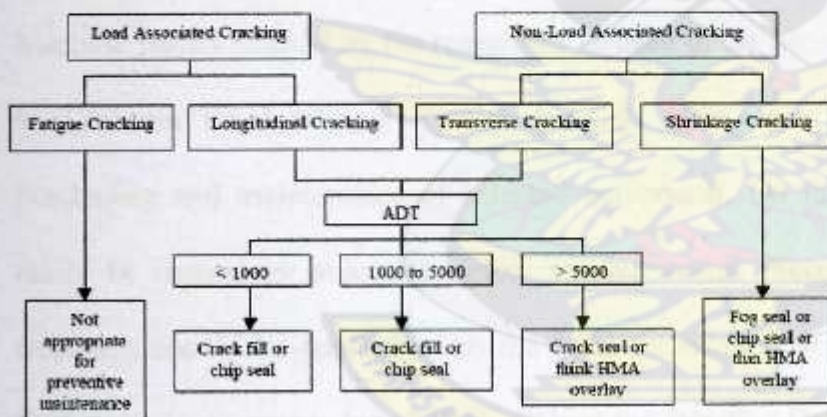 Load Associated Cracking
Non-Load Associated Cracking
Fatigue Cracking
Longitudinal Cracking
Transverse Cracking
Shrinkage Cracking
ADT
< 1000
1000 to 5000
> 5000
Not
appropriate
for
preventive
maintenance
Crack fill or
chip seal
Crack fill or
chip seal
Crack seal or
think HMA
overlay
Fog seal or
chip seal or
thin HMA
overlay